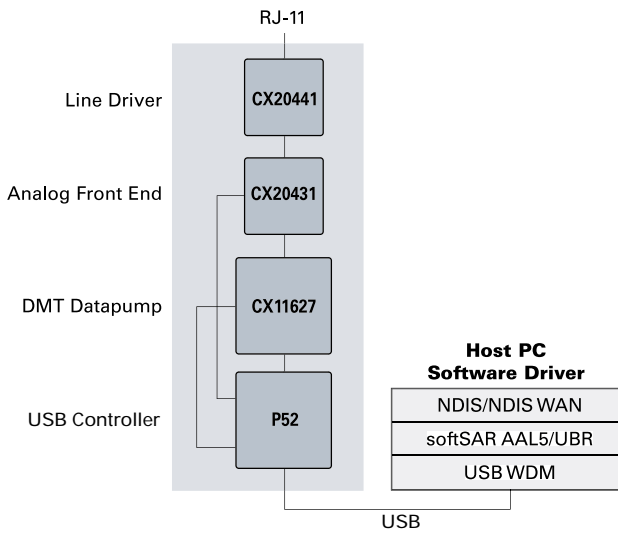 RJ-11
Line Driver
CX20441
Analog Front End
CX20431
DMT Datapump
CX11627
USB Controller
P52
Host PC
Software Driver
NDIS/NDIS WAN
softSAR AAL5/UBR
USB WDM
USB